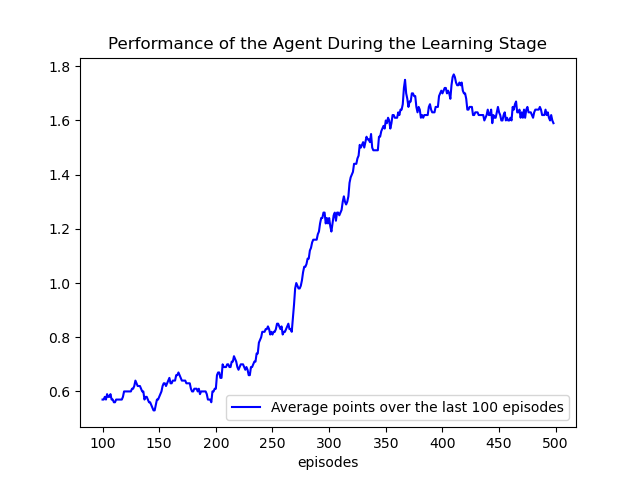 Performance of the Agent During the Learning Stage
1.8
1.6
1.4
1.2
1.0
0.8
0.6
Average points over the last 100 episodes
100 150 200 250 300 350 400 450 500
episodes